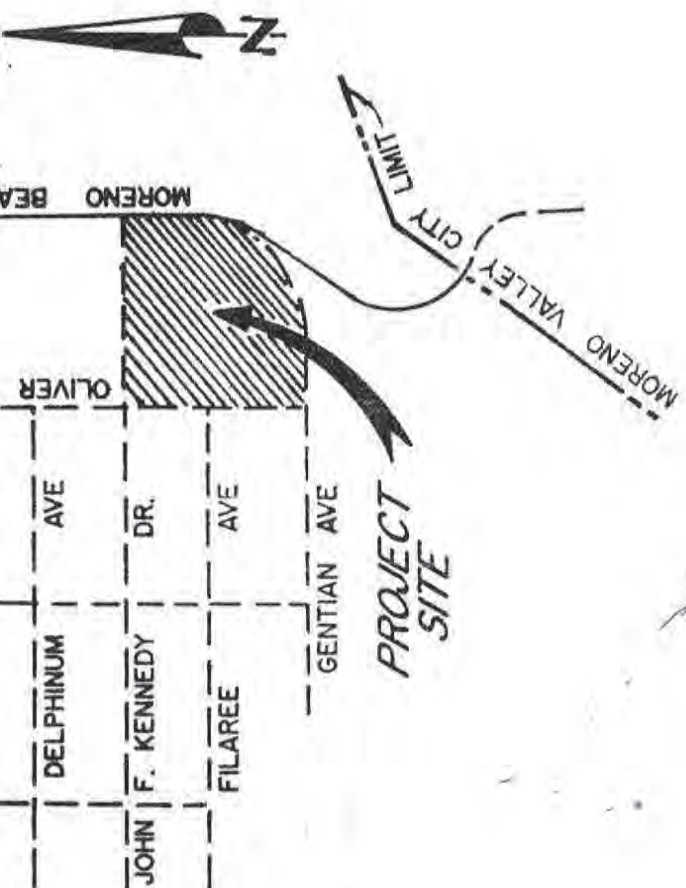 N
MORENO BEA
OLIVER
DELPHINUM AVE
JOHN F. KENNEDY DR.
FILAREE AVE
GENTIAN AVE
PROJECT
SITE
MORENO VALLEY CITY LIMIT